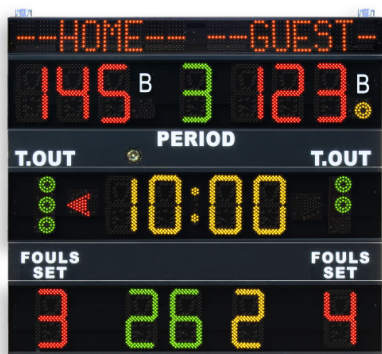 --HOME-- --GUEST-
145 B 3 123 B
PERIOD
T.OUT T.OUT
10:00
FOULS SET FOULS SET
3 26 2 4